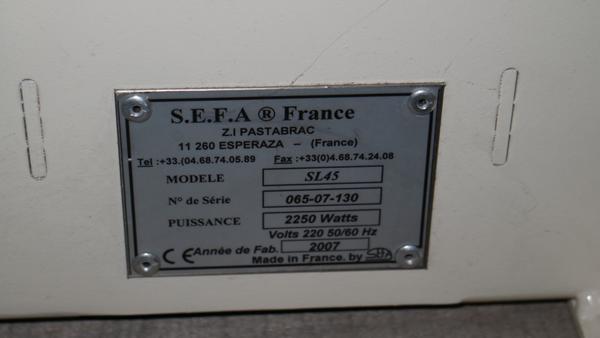 S.E.F.A ® France
Z.I PASTABRAC
11 260 ESPERAZA – (France)
Tel :+33.(04.68.74.05.89 Fax :+33(0)4.68.74.24.08
MODELE SL45
N° de Série 065-07-130
PUISSANCE 2250 Watts
Volts 220 50/60 Hz
CE Année de Fab. 2007
Made in France. by Sefa